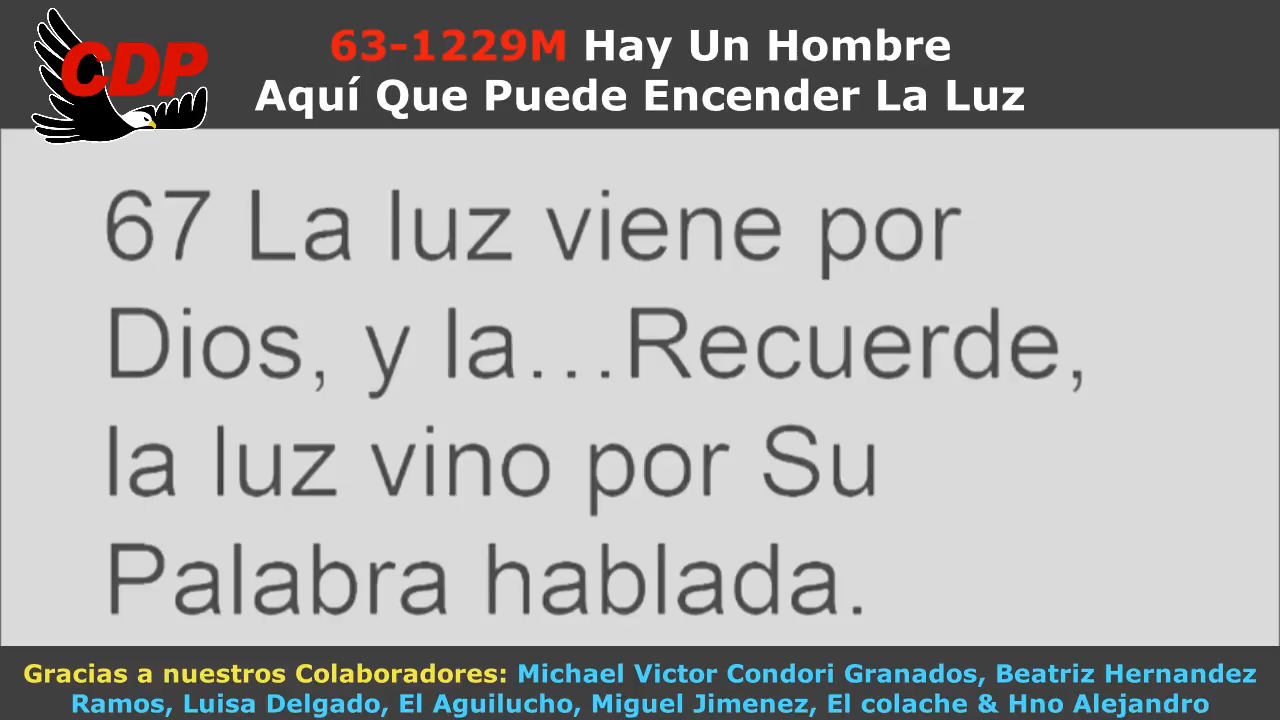 CDP
63-1229M Hay Un Hombre
Aquí Que Puede Encender La Luz
67 La luz viene por
Dios, y la…Recuerde,
la luz vino por Su
Palabra hablada.
Gracias a nuestros Colaboradores: Michael Victor Condori Granados, Beatriz Hernandez
Ramos, Luisa Delgado, El Aguilucho, Miguel Jimenez, El colache & Hno Alejandro